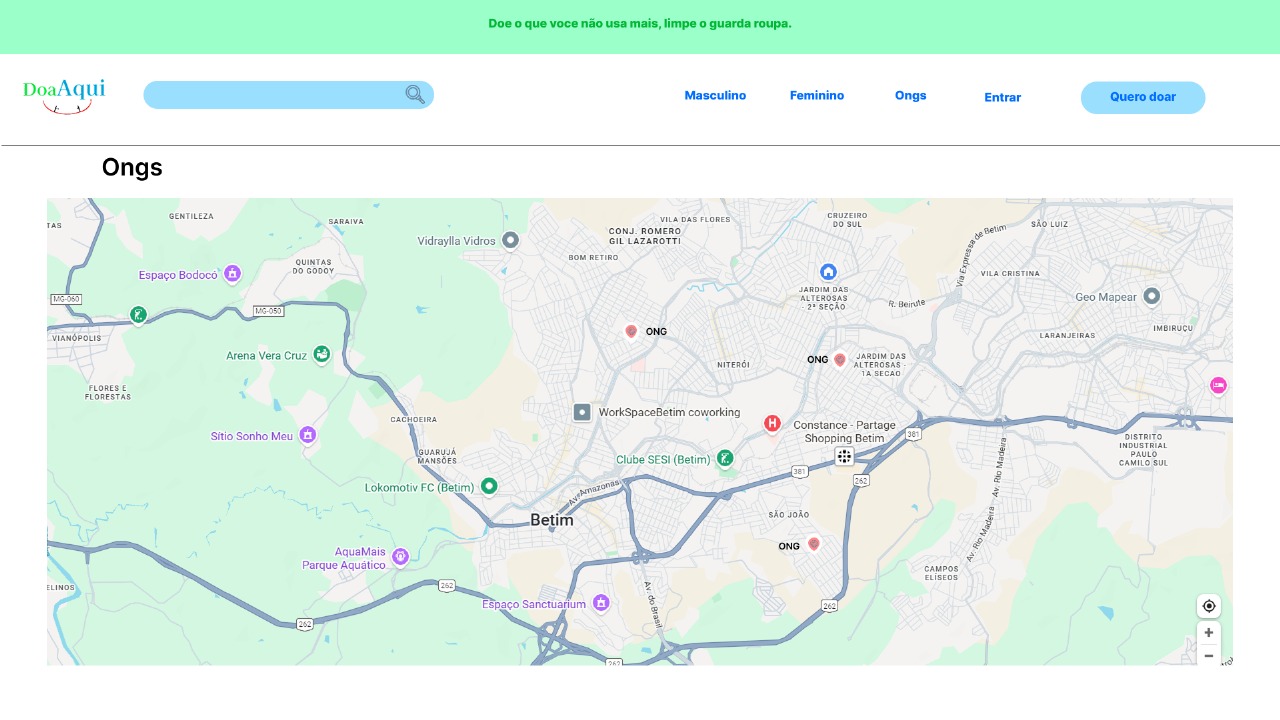 Doe o que voce não usa mais, limpe o guarda roupa.
DoaAqui
Masculino
Feminino
Ongs
Entrar
Quero doar
Ongs
GENTILEZA
SARAIVA
VILA DAS FLORES
CRUZEIRO
DO SUL
SÃO LUIZ
TAS
Vidraylla Vidros
CONJ. ROMERO
GIL LAZAROTTI
Via Expressa de Betim
BOM RETIRO
QUINTAS
DO GODOY
Espaço Bodocó
VILA CRISTINA
MG-060
JARDIM DAS
ALTEROSAS
- 2ª SEÇÃO
R. Beirute
Geo Mapear
MG-050
VIANÓPOLIS
ONG
LARANJEIRAS
IMBIRUÇU
Arena Vera Cruz
NITERÓI
ONG
JARDIM DAS
ALTEROSAS -
1A SECAO
FLORES E
FLORESTAS
CACHOEIRA
WorkSpaceBetim coworking
H
Constance - Partage
Shopping Betim
381
Sítio Sonho Meu
GUARUJÁ
MANSÕES
Clube SESI (Betim)
DISTRITO
INDUSTRIAL
PAULO
CAMILO SUL
381
262
Av. Rio Madeira
Lokomotiv FC (Betim)
Av. Amazonas
Betim
SÃO JOÃO
Av. Rio Madeira
ONG
AquaMais
Parque Aquático
CAMPOS
ELÍSEOS
ELINOS
262
Av. do Brasil
Espaço Sanctuarium
262
262
262
+
−